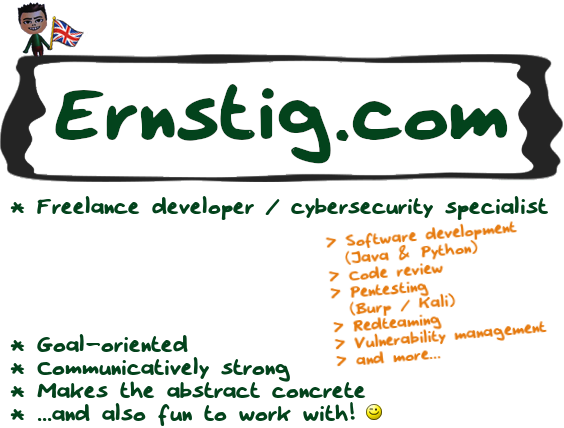 Ernstig.com
* Freelance developer / cybersecurity specialist
> Software development
(Java & Python)
> Code review
> Pentesting
(Burp / Kali)
> Redteaming
> Vulnerability management
> and more...
* Goal-oriented
* Communicatively strong
* Makes the abstract concrete
* ...and also fun to work with!